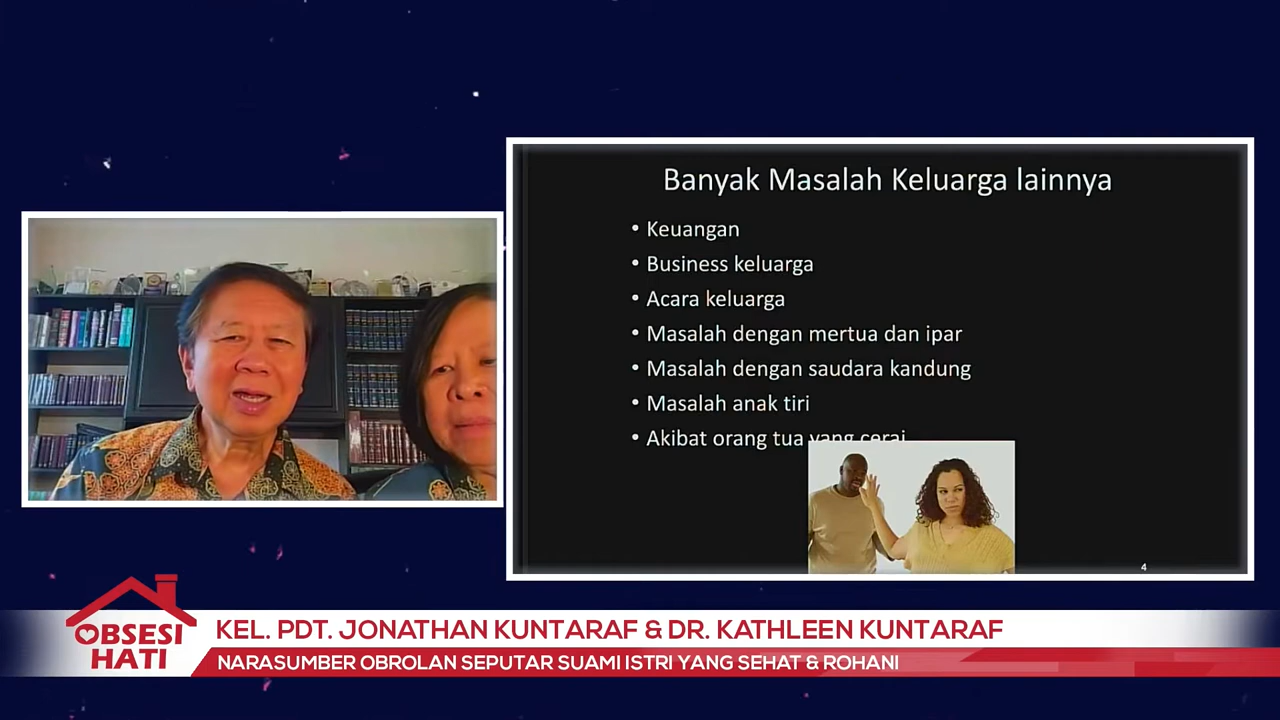 Banyak Masalah Keluarga lainnya
• Keuangan
• Business keluarga
• Acara keluarga
• Masalah dengan mertua dan ipar
• Masalah dengan saudara kandung
• Masalah anak tiri
• Akibat orang tua yang cerai
4
OBSESI
HATI
KEL. PDT. JONATHAN KUNTARAF & DR. KATHLEEN KUNTARAF
NARASUMBER OBROLAN SEPUTAR SUAMI ISTRI YANG SEHAT & ROHANI